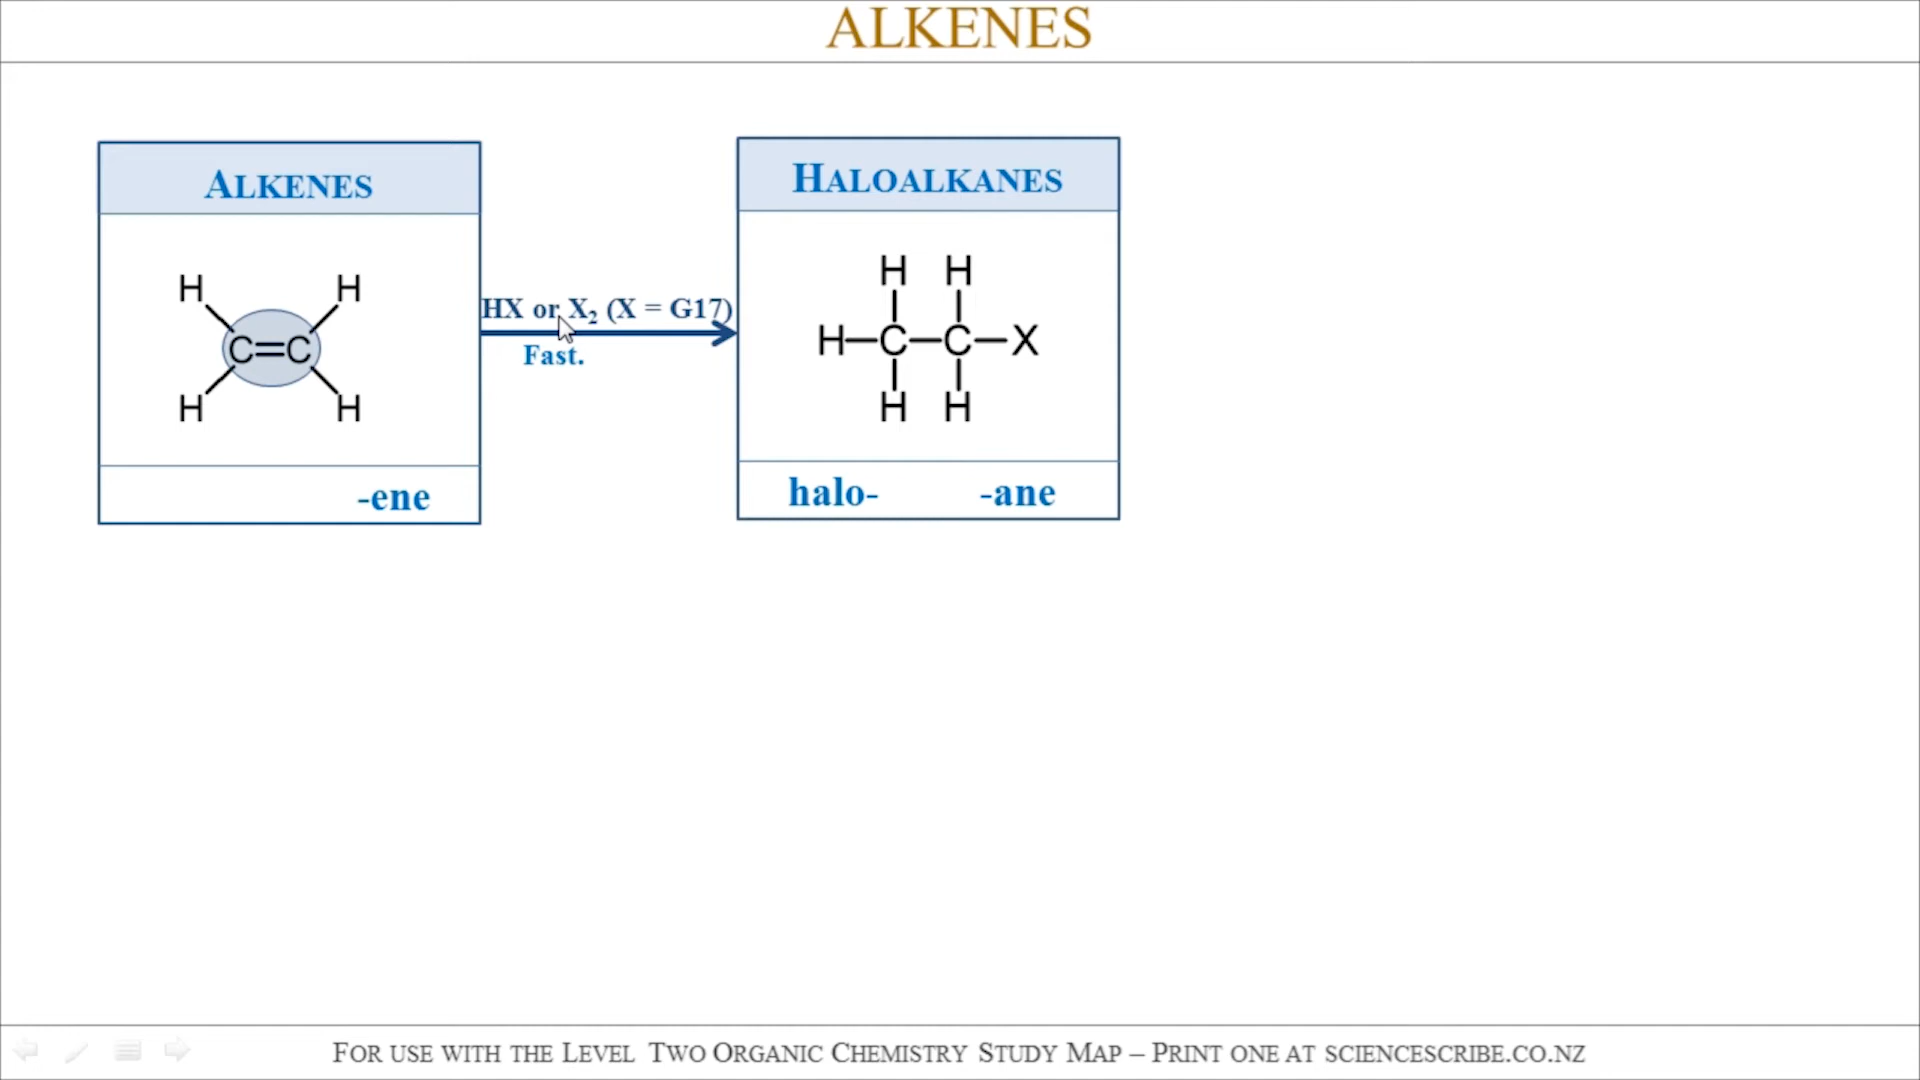 ALKENES
ALKENES
H H
C=C
H H
-ene
HX or X₂ (X = G17)
Fast.
HALOALKANES
H H
H-C-C-X
H H
halo- -ane
FOR USE WITH THE LEVEL TWO ORGANIC CHEMISTRY STUDY MAP – PRINT ONE AT SCIENCESCRIBE.CO.NZ